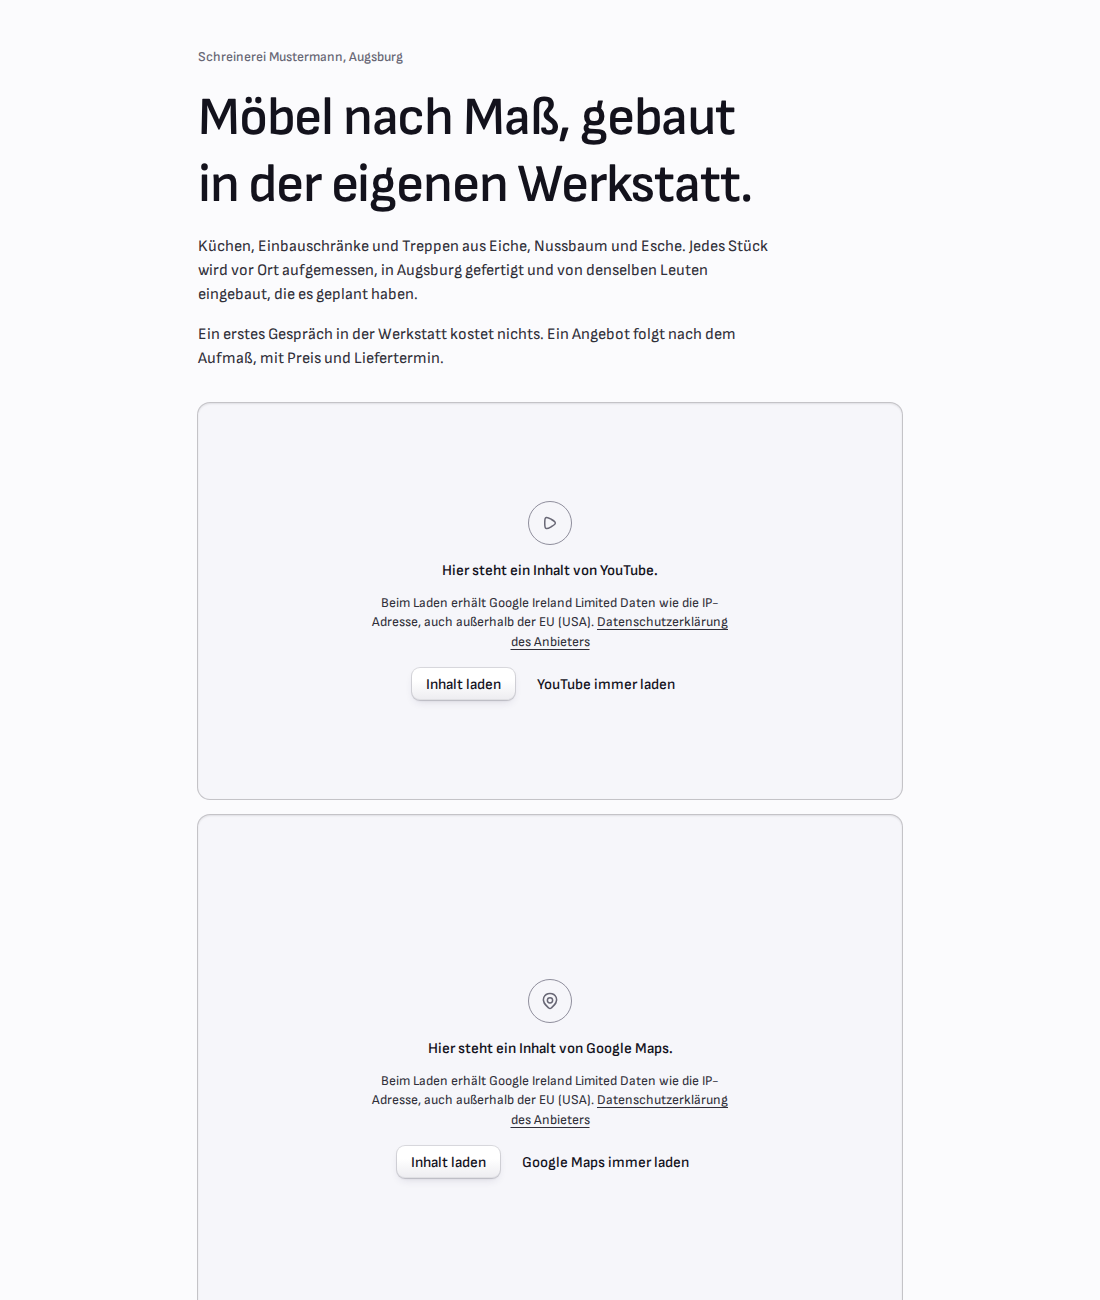 Schreinerei Mustermann, Augsburg
Möbel nach Maß, gebaut
in der eigenen Werkstatt.
Küchen, Einbauschränke und Treppen aus Eiche, Nussbaum und Esche. Jedes Stück
wird vor Ort aufgemessen, in Augsburg gefertigt und von denselben Leuten
eingebaut, die es geplant haben.
Ein erstes Gespräch in der Werkstatt kostet nichts. Ein Angebot folgt nach dem
Aufmaß, mit Preis und Liefertermin.
Hier steht ein Inhalt von YouTube.
Beim Laden erhält Google Ireland Limited Daten wie die IP-
Adresse, auch außerhalb der EU (USA). Datenschutzerklärung
des Anbieters
Inhalt laden YouTube immer laden
Hier steht ein Inhalt von Google Maps.
Beim Laden erhält Google Ireland Limited Daten wie die IP-
Adresse, auch außerhalb der EU (USA). Datenschutzerklärung
des Anbieters
Inhalt laden Google Maps immer laden